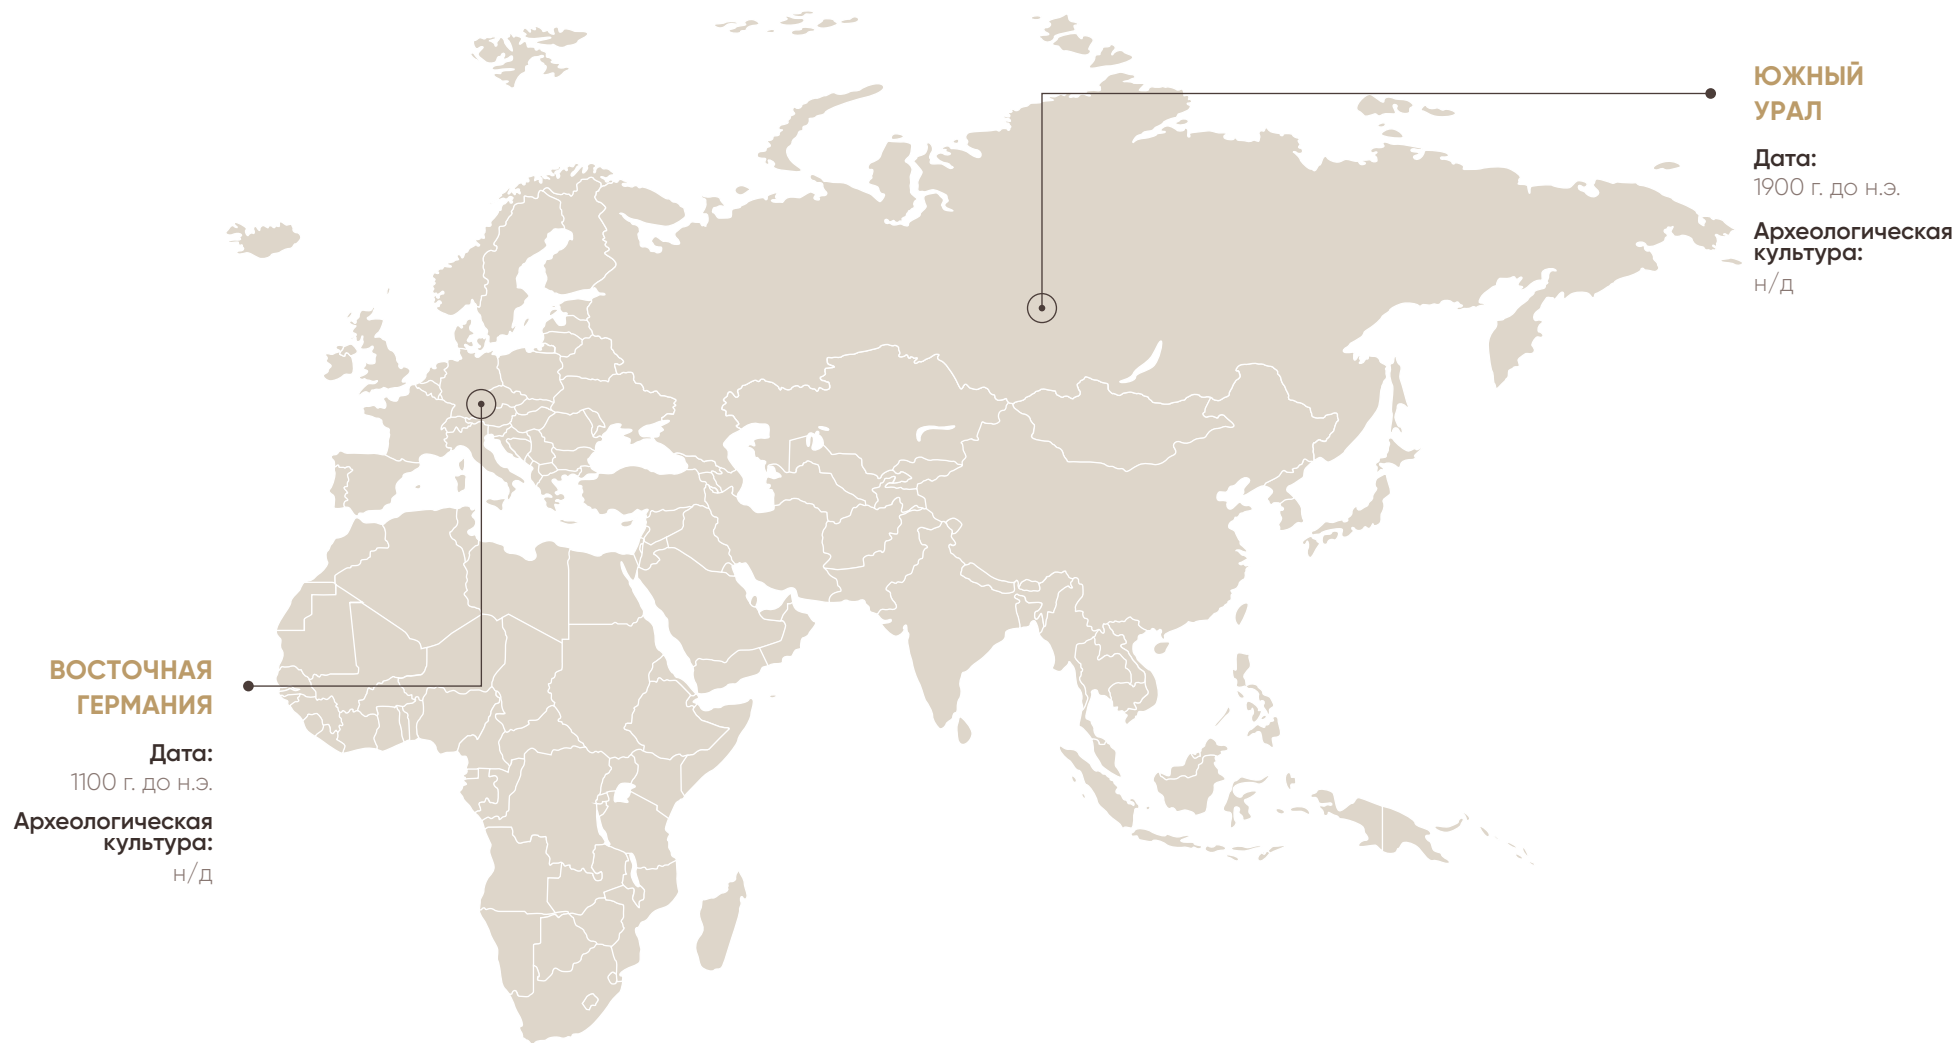 ЮЖНЫЙ
УРАЛ
Дата:
1900 г. до н.э.
Археологическая
культура:
н/д
ВОСТОЧНАЯ
ГЕРМАНИЯ
Дата:
1100 г. до н.э.
Археологическая
культура:
н/д